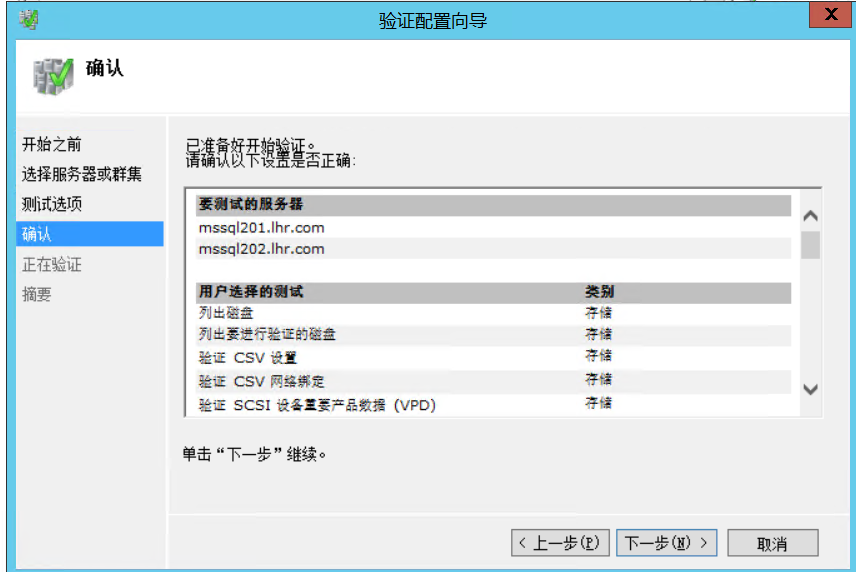 验证配置向导
X
确认
开始之前
选择服务器或群集
测试选项
确认
正在验证
摘要
已准备好开始验证。
请确认以下设置是否正确:
要测试的服务器
mssql201.lhr.com
mssql202.lhr.com
用户选择的测试 类别
列出磁盘 存储
列出要进行验证的磁盘 存储
验证 CSV 设置 存储
验证 CSV 网络绑定 存储
验证 SCSI 设备重要产品数据 (VPD) 存储
单击“下一步”继续。
< 上一步(P) 下一步(N) > 取消